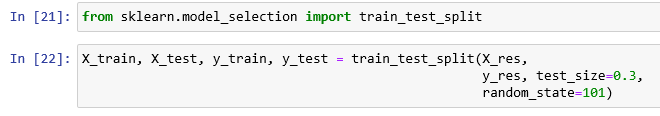 In [21]: from sklearn.model_selection import train_test_split
In [22]: X_train, X_test, y_train, y_test = train_test_split(X_res,
y_res, test_size=0.3,
random_state=101)